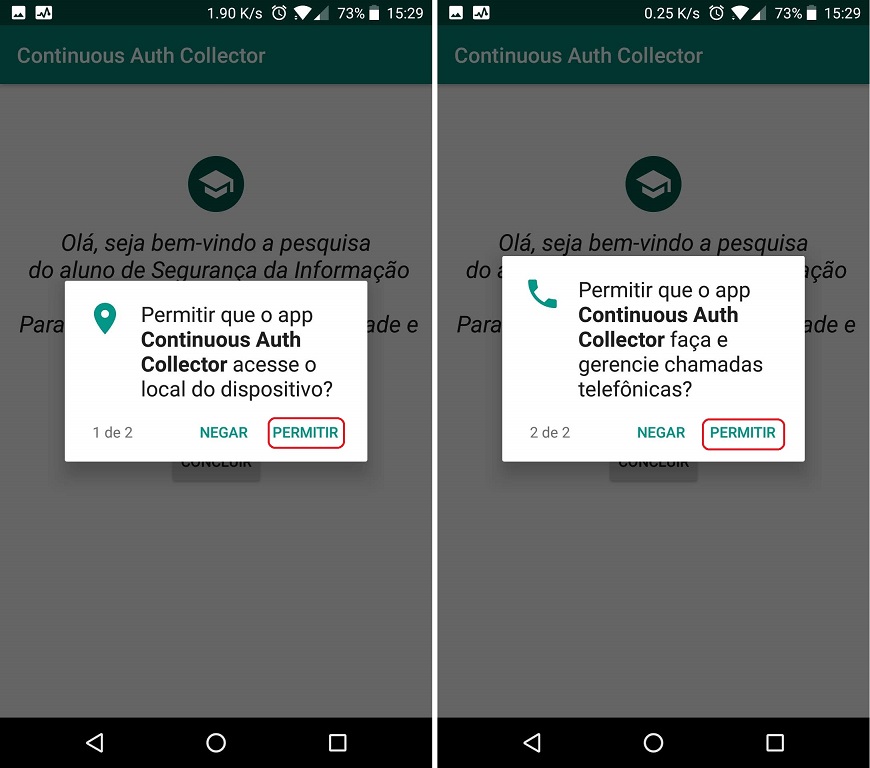 1.90 K/s 73% 15:29
Continuous Auth Collector
Olá, seja bem-vindo a pesquisa
do aluno de Segurança da Informação
Para
ade e
Permitir que o app
Continuous Auth
Collector acesse o
local do dispositivo?
1 de 2 NEGAR PERMITIR
CONCLUIR
0.25 K/s 73% 15:29
Continuous Auth Collector
Olá, seja bem-vindo a pesquisa
do a
ação
Para
ade e
Permitir que o app
Continuous Auth
Collector faça e
gerencie chamadas
telefônicas?
2 de 2 NEGAR PERMITIR
CONCLUIR